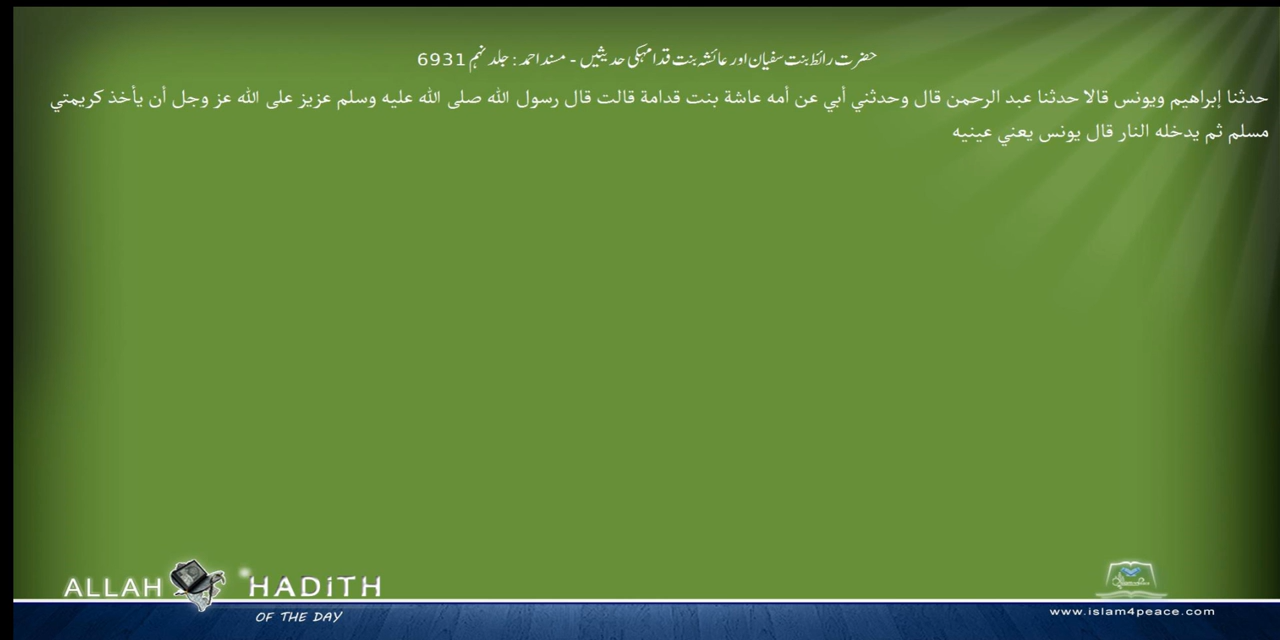 حضرت رائطہ بنت سفیان اور عائشہ بنت قدامہ کی حدیثیں - مسند احمد : جلد نہم 6931
حدثنا إبراهيم ويونس قالا حدثنا عبد الرحمن قال وحدثني أبي عن أمه عاشة بنت قدامة قالت قال رسول الله صلى الله عليه وسلم عزيز على الله عز وجل أن يأخذ كريمتي
مسلم ثم يدخله النار قال يونس يعني عينيه
ALLAH HADITH
OF THE DAY
www.islam4peace.com